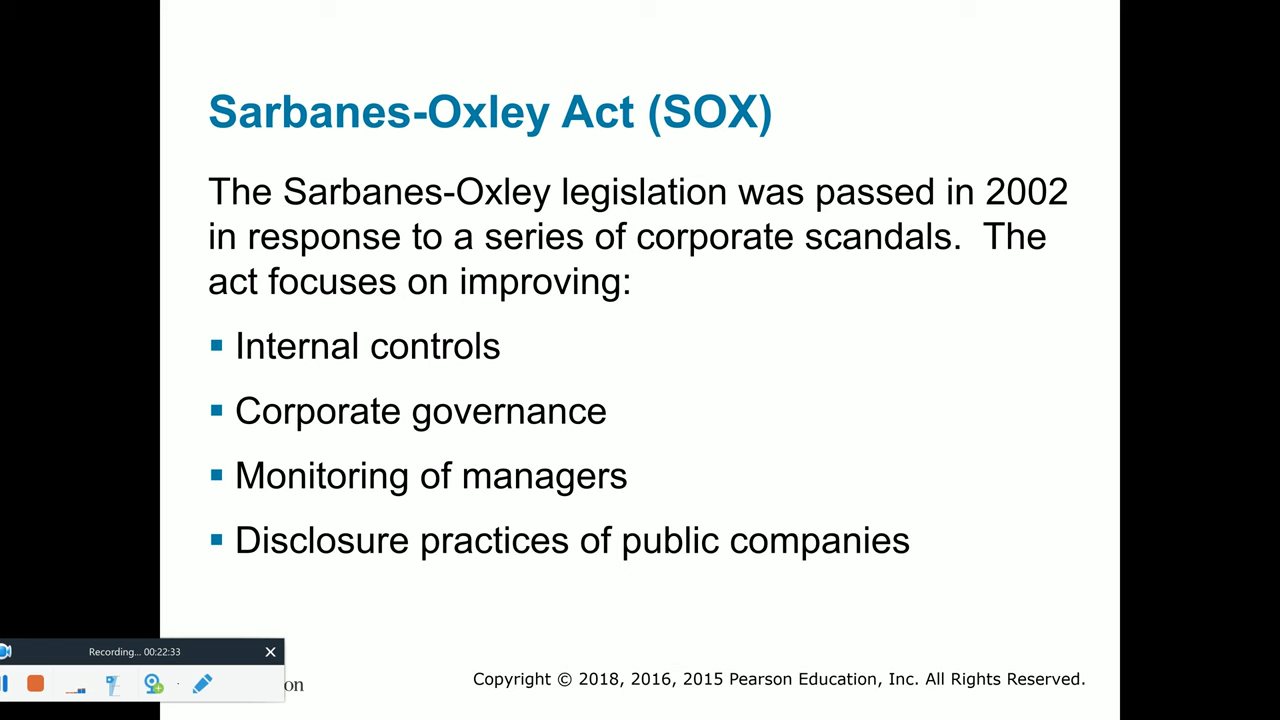 Sarbanes-Oxley Act (SOX)
The Sarbanes-Oxley legislation was passed in 2002
in response to a series of corporate scandals. The
act focuses on improving:
Internal controls
Corporate governance
Monitoring of managers
Disclosure practices of public companies
Recording... 00:22:33
on
Copyright © 2018, 2016, 2015 Pearson Education, Inc. All Rights Reserved.